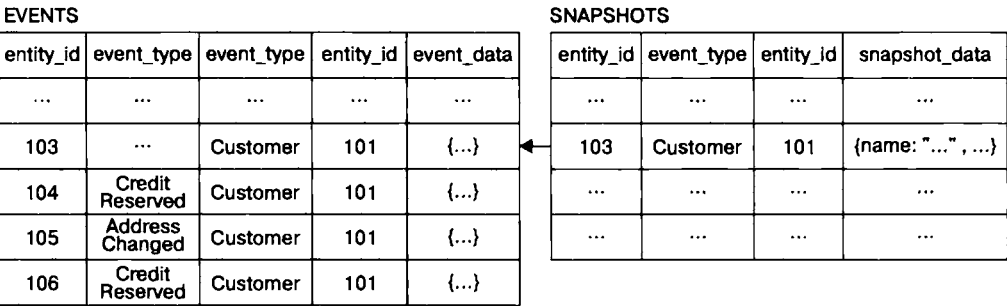 EVENTS
entity_id event_type event_type entity_id event_data
... ... ... ... ...
103 ... Customer 101 {...}
104 Credit Reserved Customer 101 {...}
105 Address Changed Customer 101 {...}
106 Credit Reserved Customer 101 {...}
SNAPSHOTS
entity_id event_type entity_id snapshot_data
... ... ... ...
103 Customer 101 {name: "...", ...}
... ... ... ...
... ... ... ...